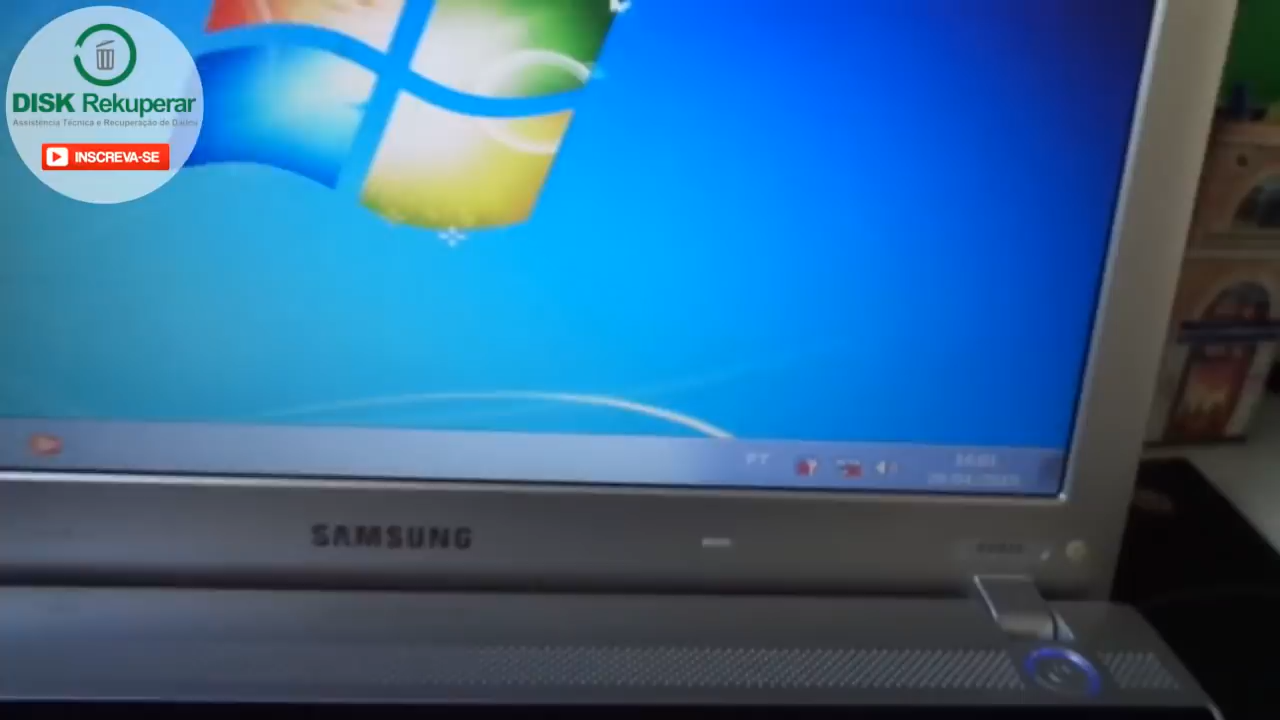 DISK Rekuperar
Assistência Técnica e Recuperação de Dados
INSCREVA-SE
PT
SAMSUNG